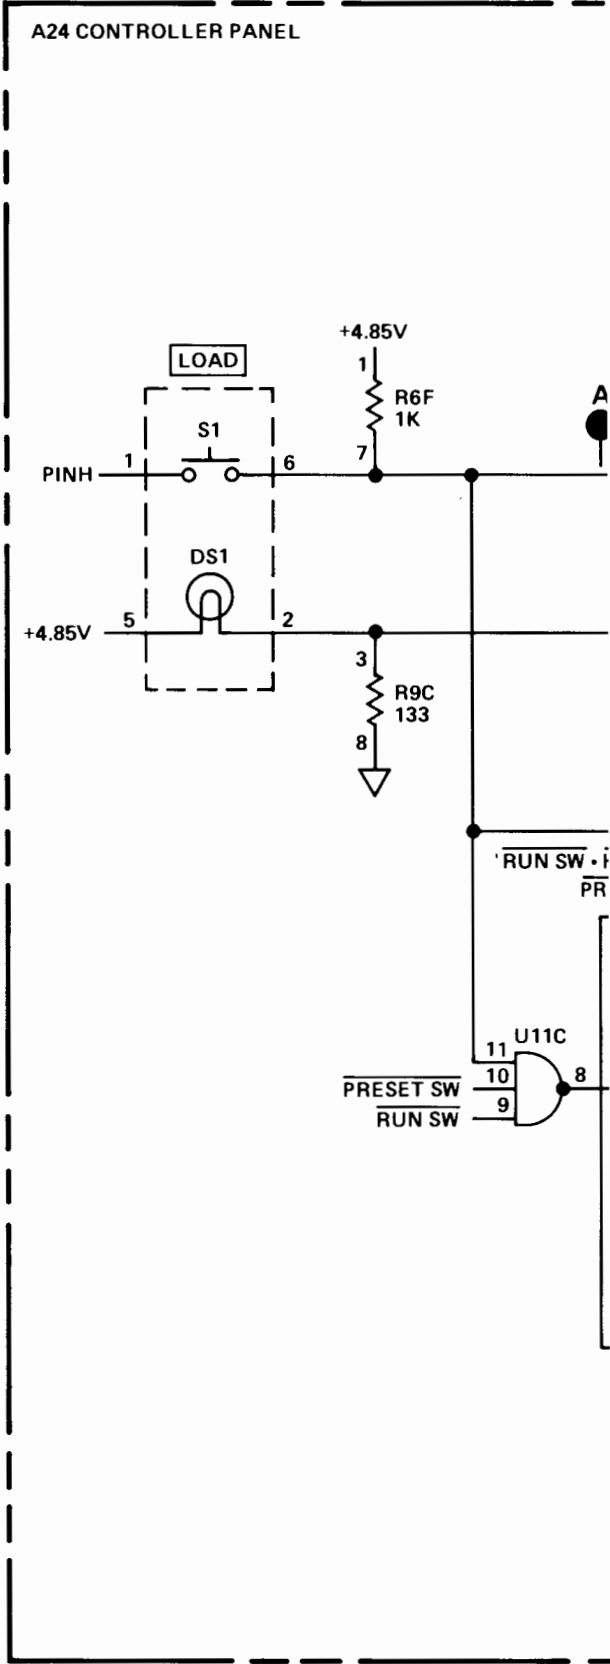 A24 CONTROLLER PANEL
+4.85V
1
LOAD
R6F
1K
A
S1
7
PINH
1
6
DS1
+4.85V
5
2
3
R9C
133
8
RUN SW •
PR
U11C
11
PRESET SW
10
8
RUN SW
9